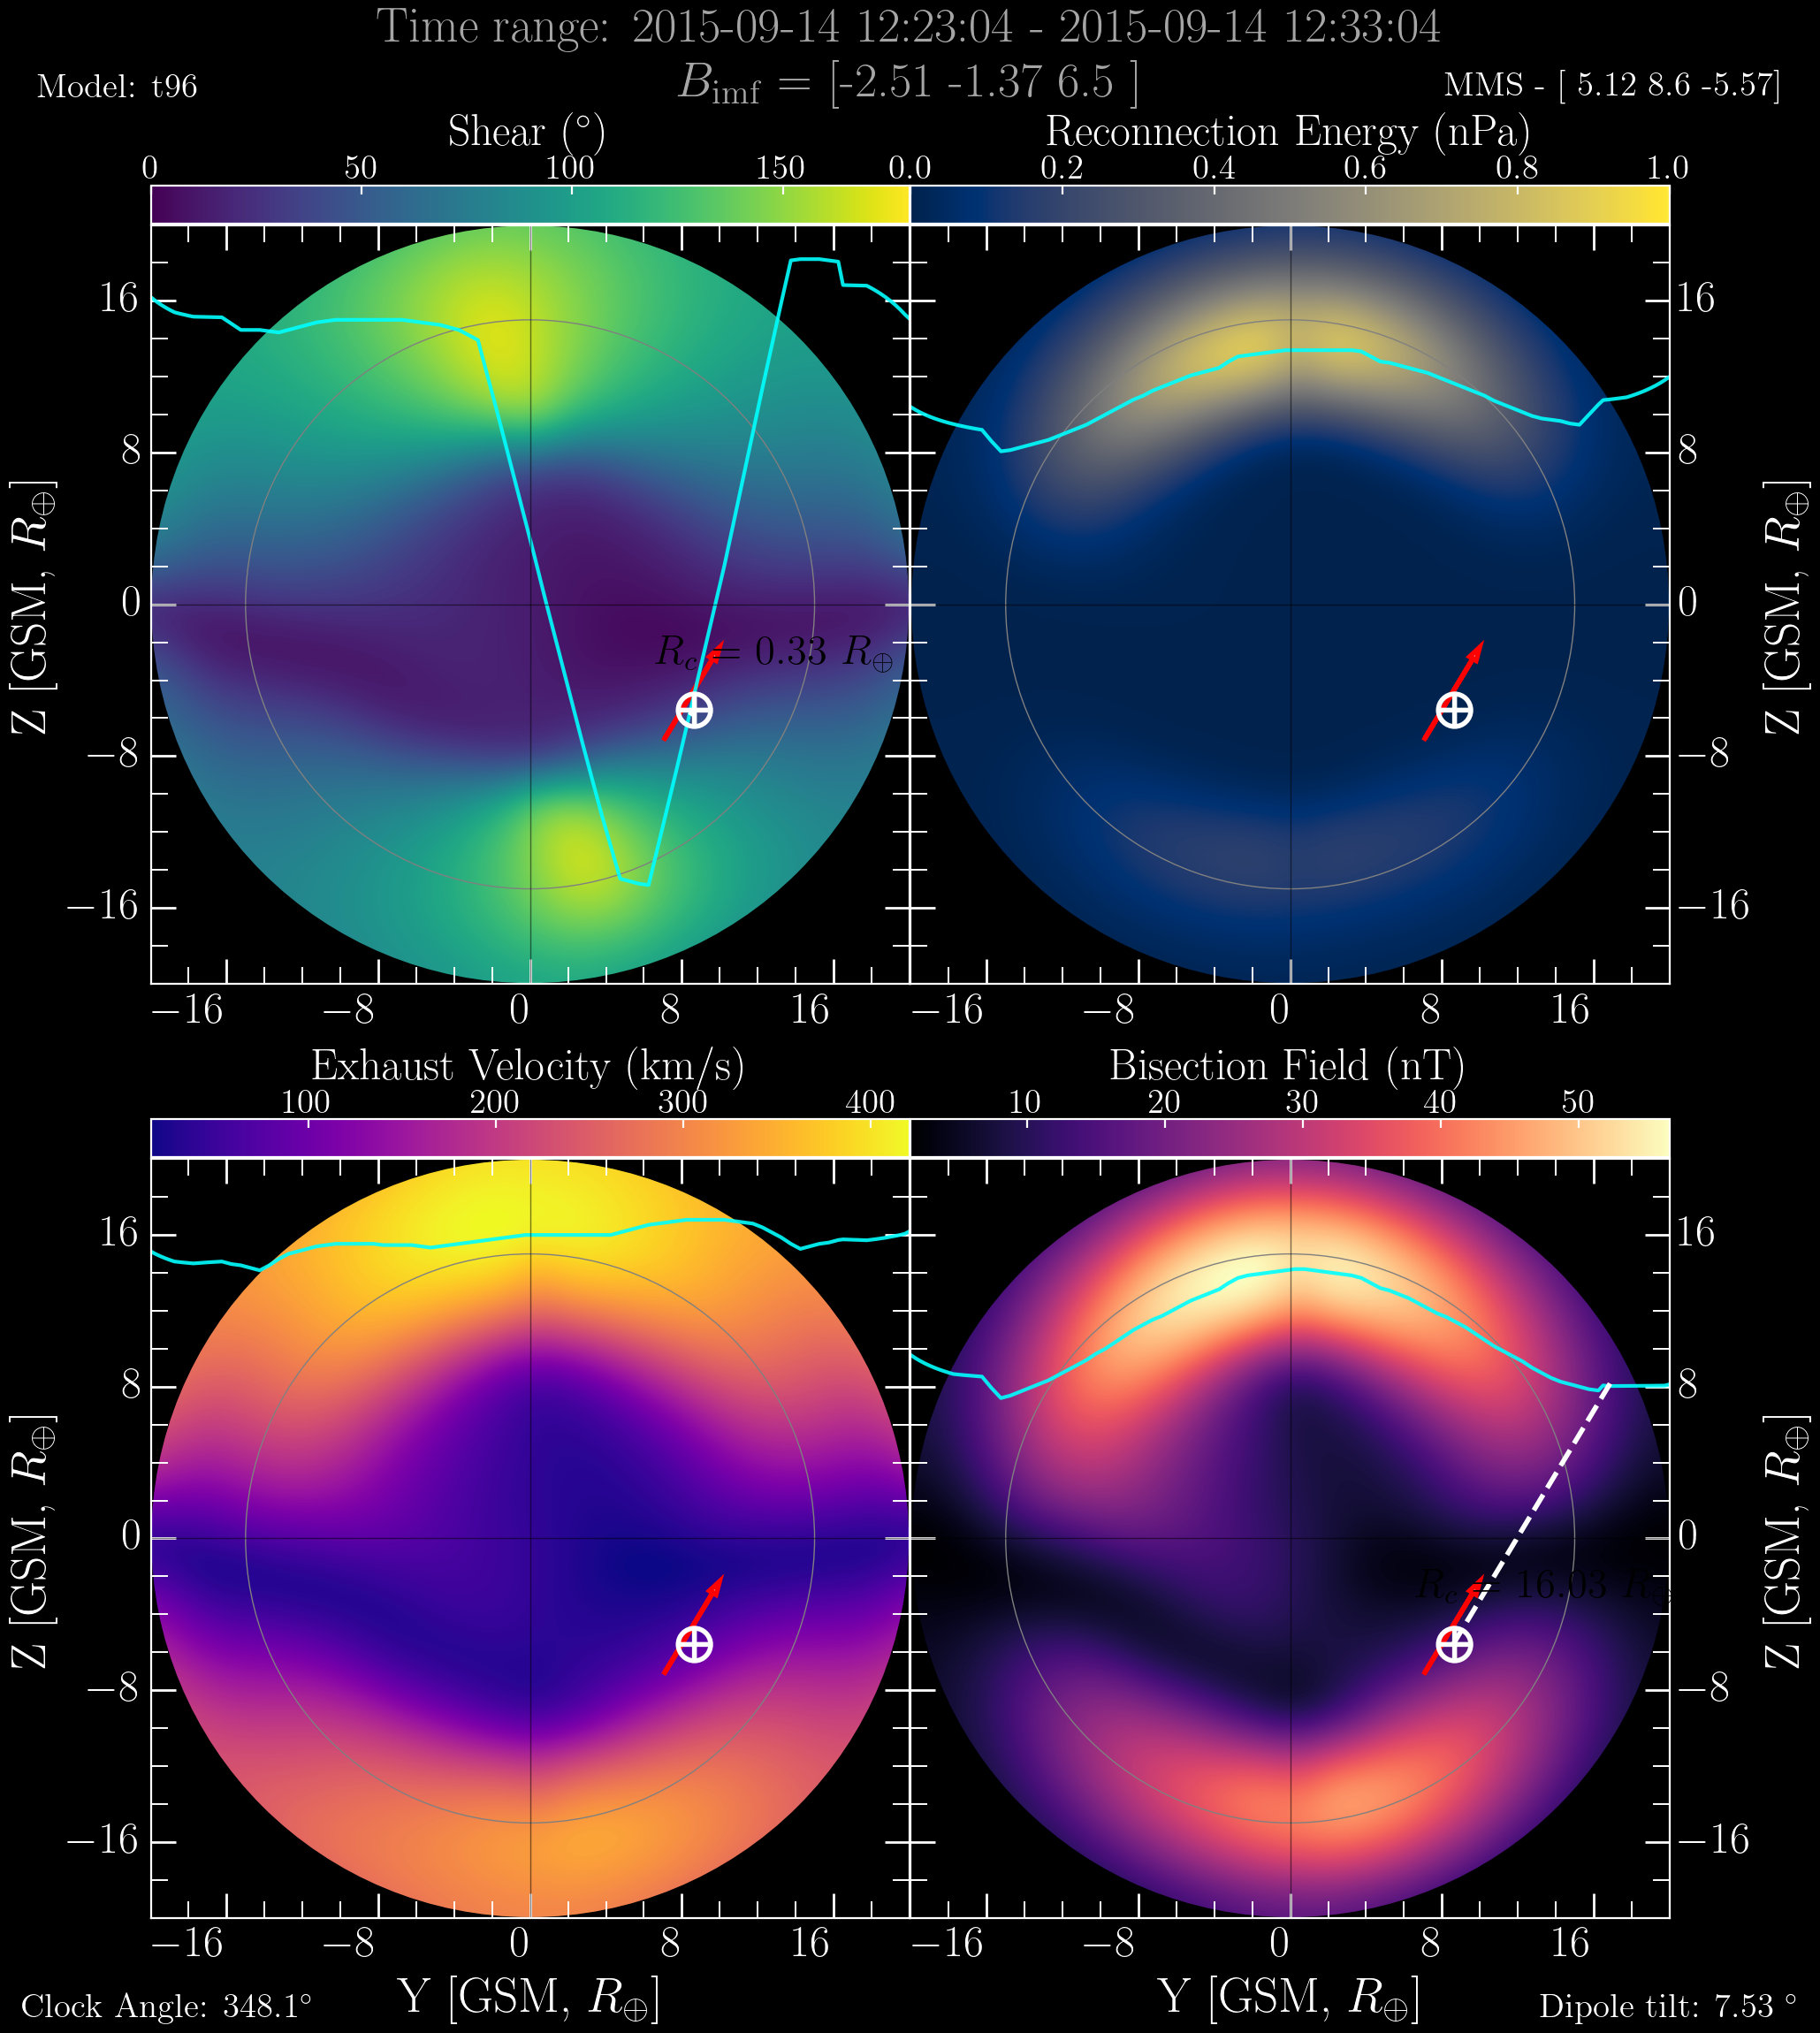 Time range: 2015-09-14 12:23:04 - 2015-09-14 12:33:04
Model: t96
B_imf = [-2.51 -1.37 6.5 ]
MMS - [ 5.12 8.6 -5.57]
Shear (°)
Reconnection Energy (nPa)
0 50 100 150
0.0 0.2 0.4 0.6 0.8 1.0
16
8
0
−8
−16
Z [GSM, R⊕]
R_c = 0.33 R⊕
16
8
0
−8
−16
Z [GSM, R⊕]
−16 −8 0 8 16
−16 −8 0 8 16
Exhaust Velocity (km/s)
Bisection Field (nT)
100 200 300 400
10 20 30 40 50
16
8
0
−8
−16
Z [GSM, R⊕]
R_c = 16.03 R⊕
16
8
0
−8
−16
Z [GSM, R⊕]
−16 −8 0 8 16
−16 −8 0 8 16
Y [GSM, R⊕]
Y [GSM, R⊕]
Clock Angle: 348.1°
Dipole tilt: 7.53 °